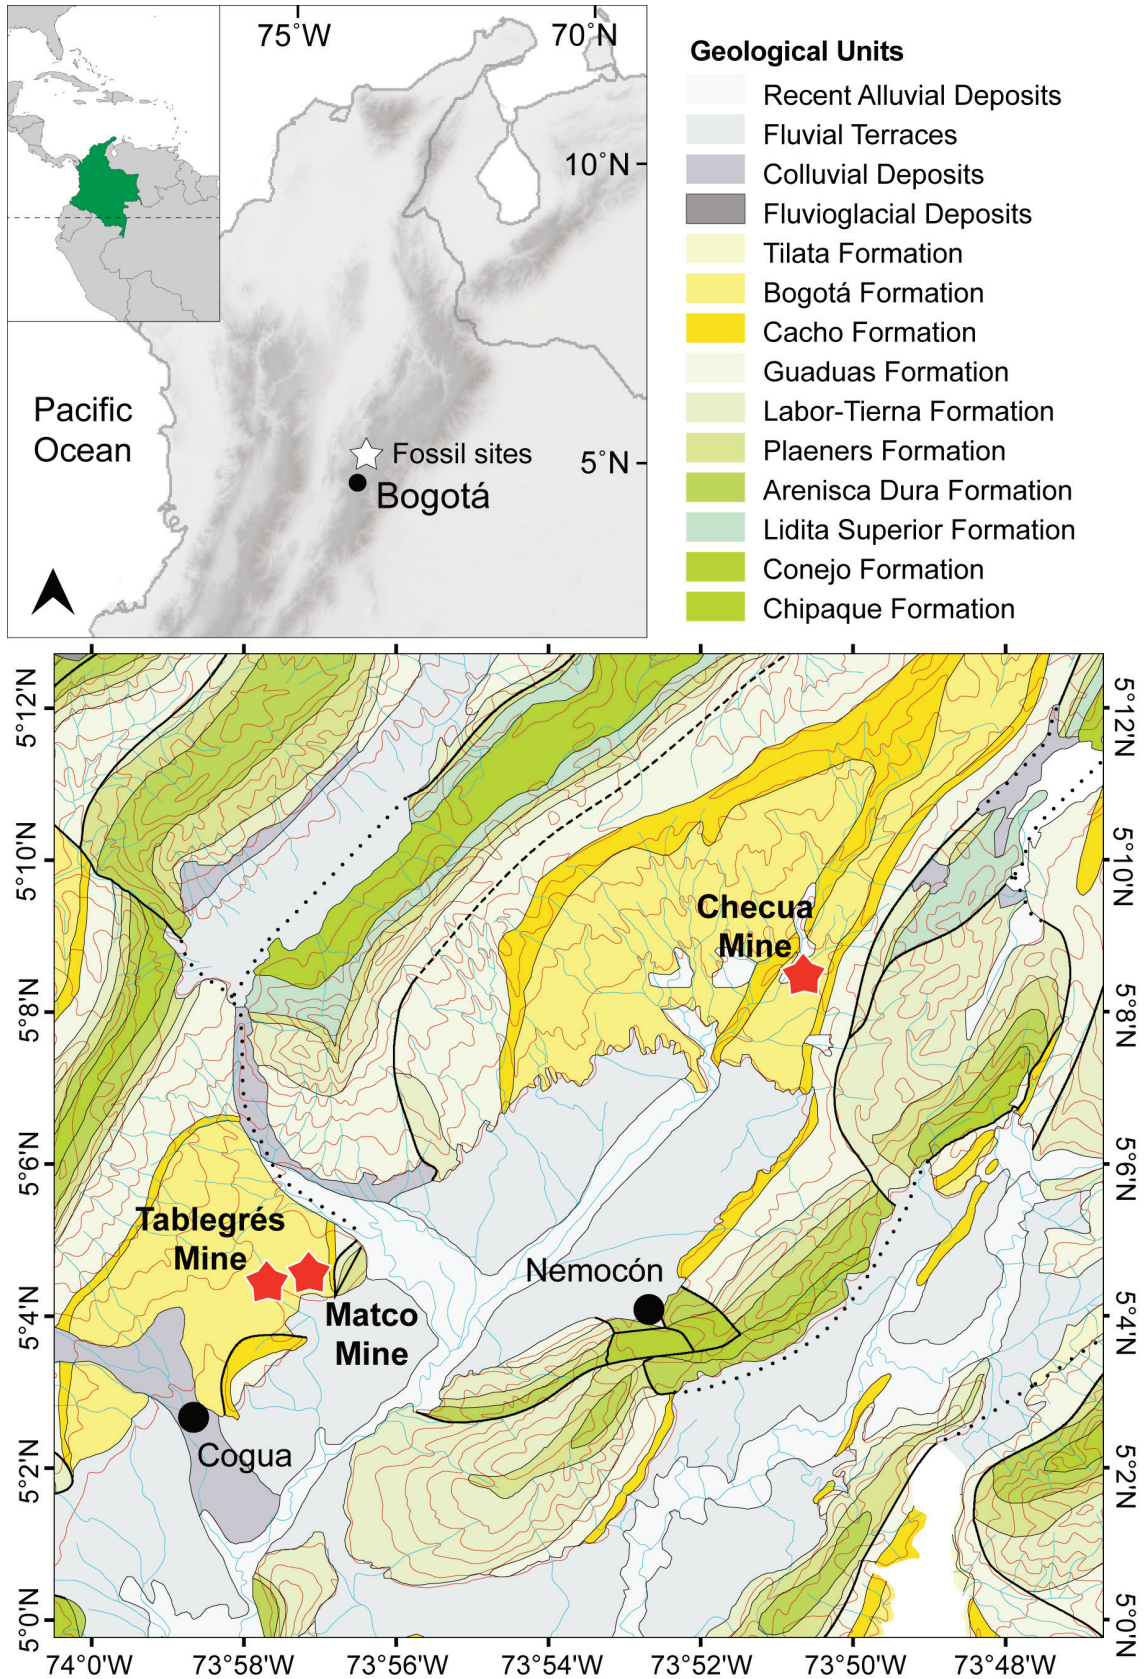 75°W
70°N
10°N
5°N
Pacific
Ocean
Fossil sites
Bogotá
Geological Units
Recent Alluvial Deposits
Fluvial Terraces
Colluvial Deposits
Fluvioglacial Deposits
Tilata Formation
Bogotá Formation
Cacho Formation
Guaduas Formation
Labor-Tierna Formation
Plaeners Formation
Arenisca Dura Formation
Lidita Superior Formation
Conejo Formation
Chipaque Formation
5°12'N
5°10'N
5°8'N
5°6'N
5°4'N
5°2'N
5°0'N
Checua
Mine
Tablegrés
Mine
Matco
Mine
Nemocón
Cogua
5°12'N
5°10'N
5°8'N
5°6'N
5°4'N
5°2'N
5°0'N
74°0'W
73°58'W
73°56'W
73°54'W
73°52'W
73°50'W
73°48'W